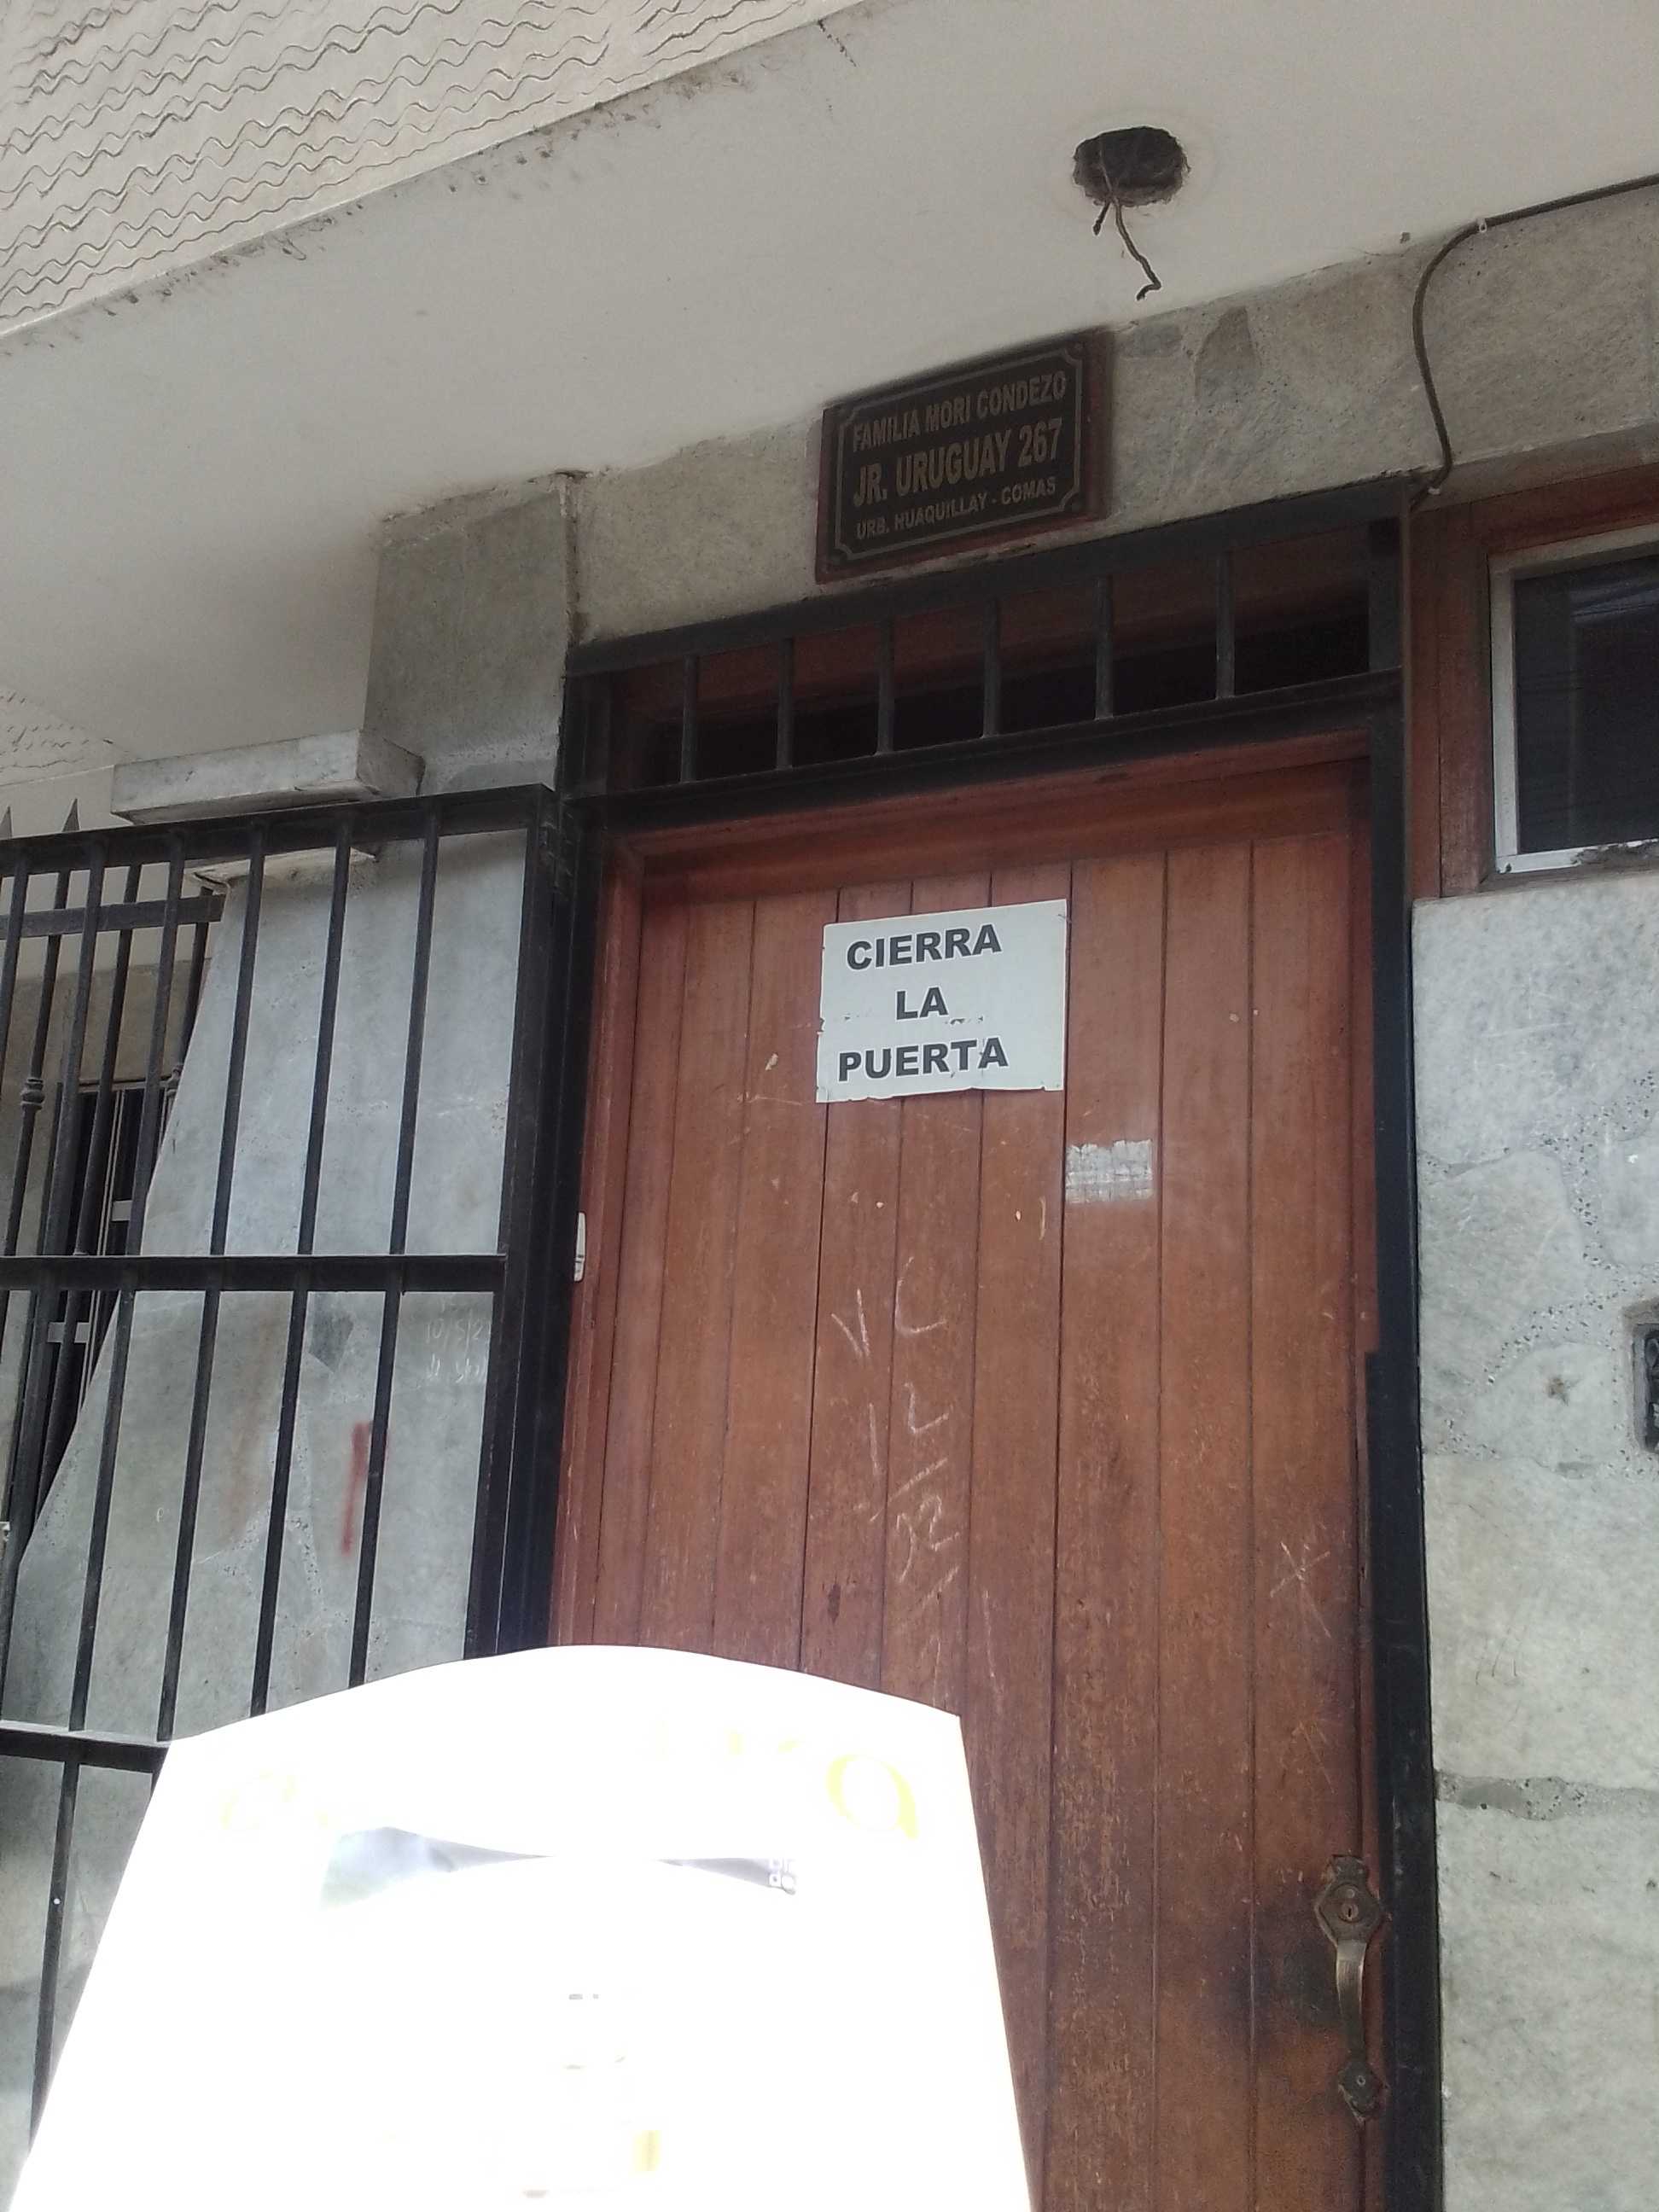 FAMILIA MORI CONDEZO
JR. URUGUAY 267
URB. HUAQUILLAY - COMAS
CIERRA
LA
PUERTA